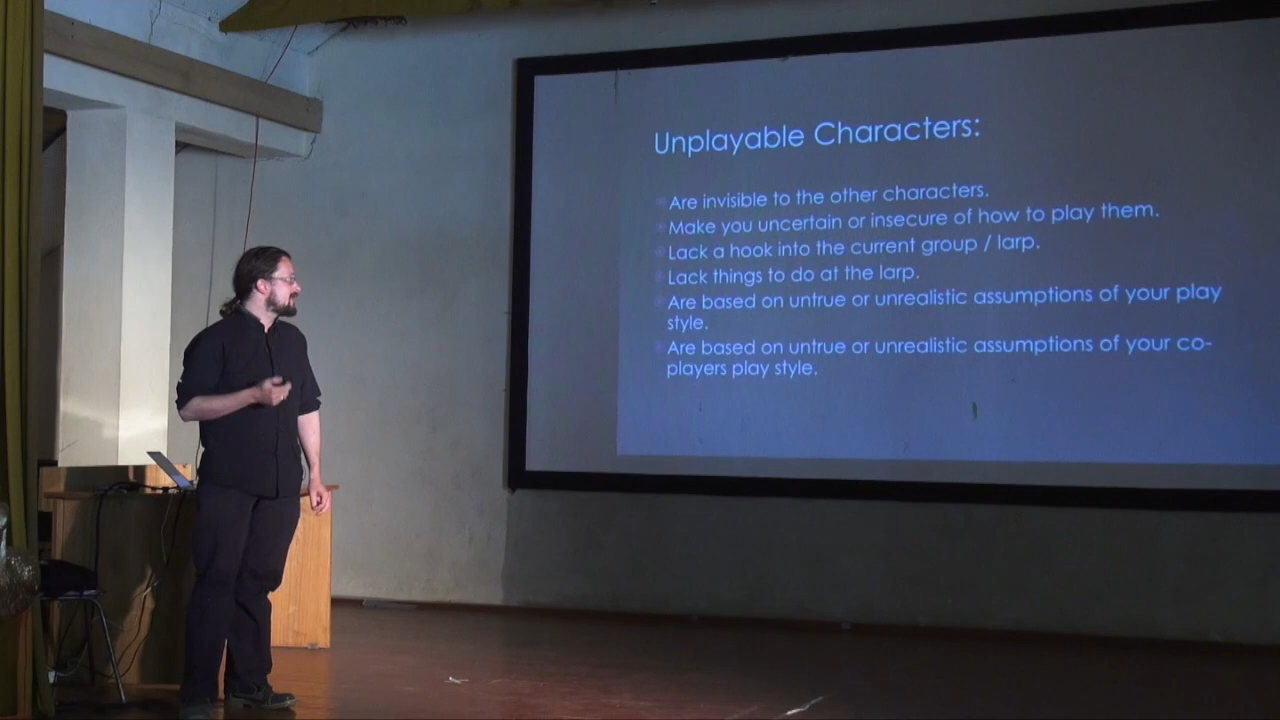 Unplayable Characters:
Are invisible to the other characters.
Make you uncertain or insecure of how to play them.
Lack a hook into the current group / larp.
Lack things to do at the larp.
Are based on untrue or unrealistic assumptions of your play
style.
Are based on untrue or unrealistic assumptions of your co-
players play style.